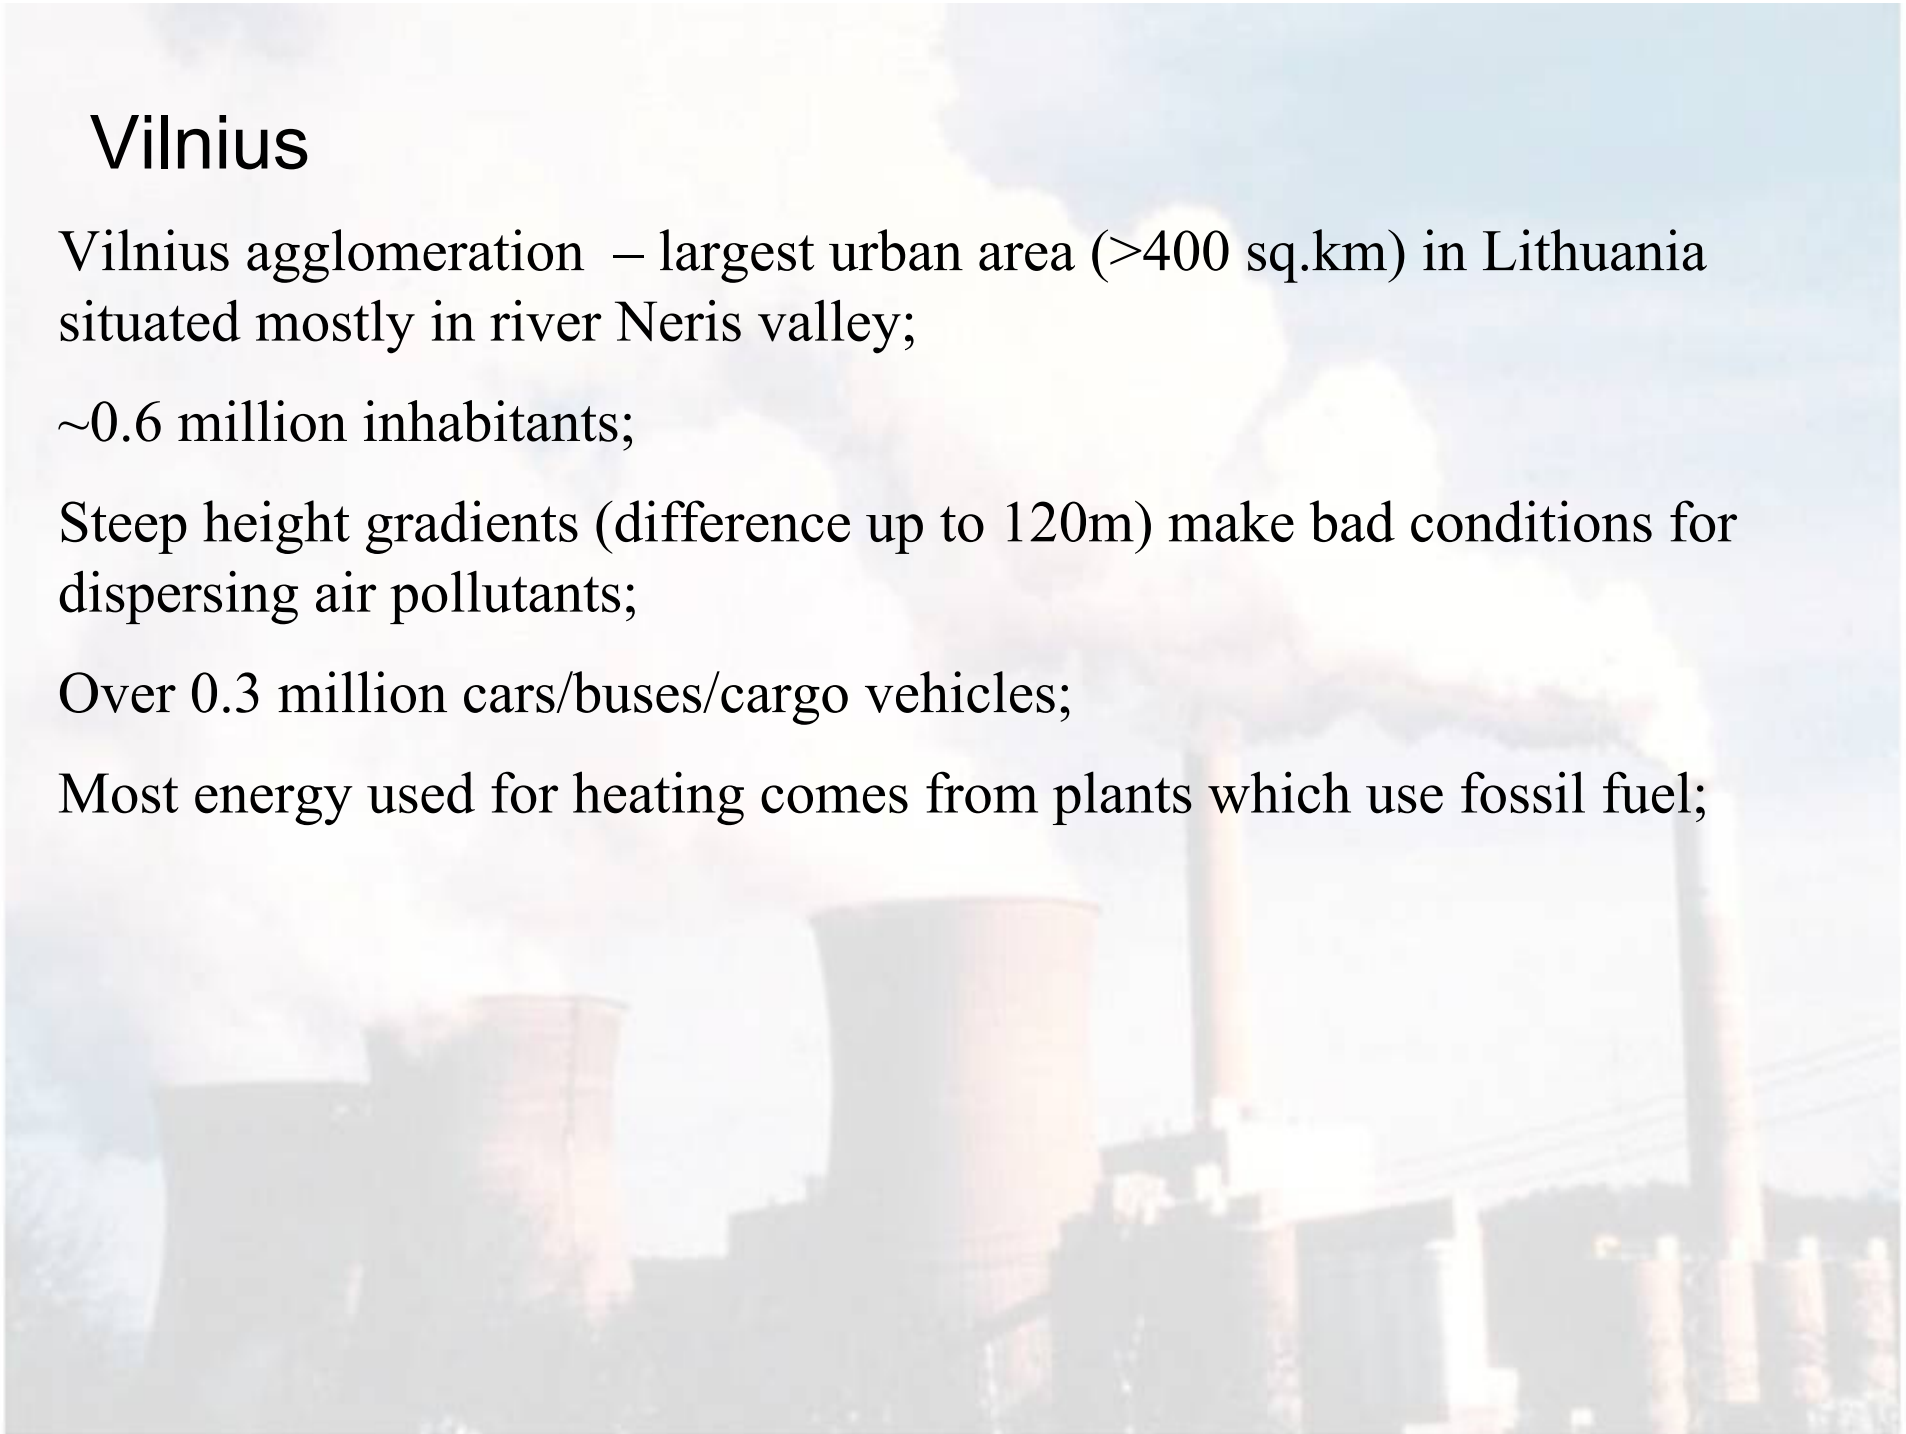 Vilnius
Vilnius agglomeration – largest urban area (>400 sq.km) in Lithuania
situated mostly in river Neris valley;
~0.6 million inhabitants;
Steep height gradients (difference up to 120m) make bad conditions for
dispersing air pollutants;
Over 0.3 million cars/buses/cargo vehicles;
Most energy used for heating comes from plants which use fossil fuel;